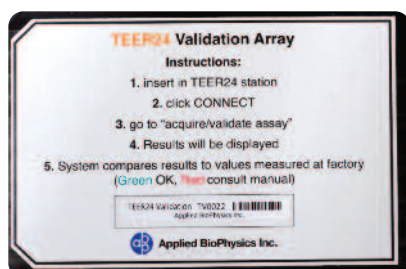 TEER24 Validation Array
Instructions:
1. insert in TEER24 station
2. click CONNECT
3. go to "acquire/validate assay"
4. Results will be displayed
5. System compares results to values measured at factory
(Green OK, Red consult manual)
TEER24 Validation TV0022
Applied BioPhysics Inc.
Applied BioPhysics Inc.